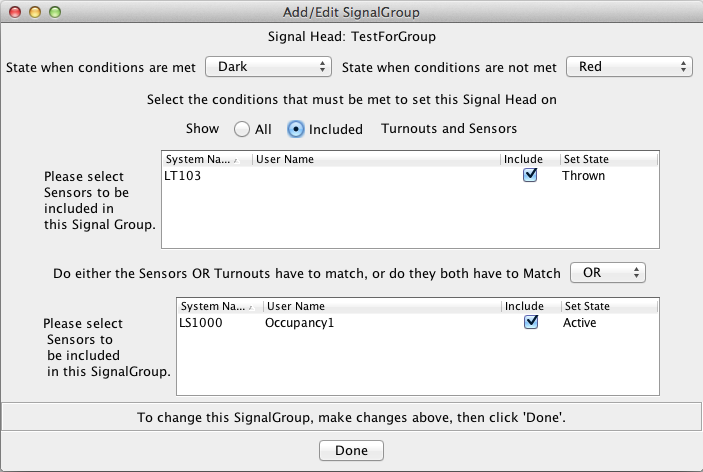 Add/Edit SignalGroup
Signal Head: TestForGroup
State when conditions are met Dark State when conditions are not met Red
Select the conditions that must be met to set this Signal Head on
Show All Included Turnouts and Sensors
System Na... User Name Include Set State
LT103 Thrown
Please select
Sensors to be
included in
this Signal Group.
Do either the Sensors OR Turnouts have to match, or do they both have to Match OR
System Na... User Name Include Set State
LS1000 Occupancy1 Active
Please select
Sensors to
be included
in this SignalGroup.
To change this SignalGroup, make changes above, then click 'Done'.
Done